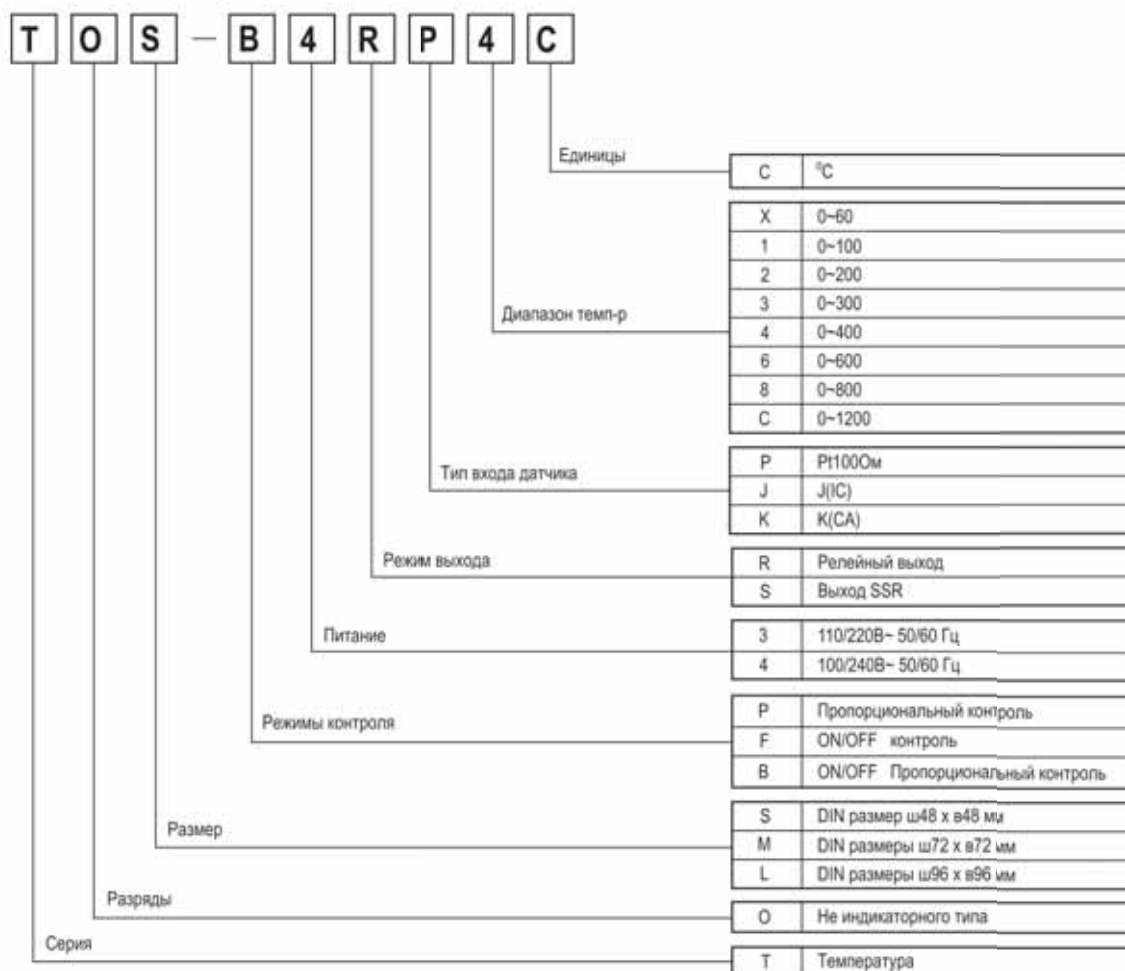 T O S — B 4 R P 4 C
Единицы
C ⁰C
X 0~60
1 0~100
2 0~200
3 0~300
Диапазон темп-р
4 0~400
6 0~600
8 0~800
C 0~1200
P Pt100Ом
Тип входа датчика
J J(IC)
K K(CA)
Режим выхода
R Релейный выход
S Выход SSR
Питание
3 110/220В~ 50/60 Гц
4 100/240В~ 50/60 Гц
P Пропорциональный контроль
Режимы контроля
F ON/OFF контроль
B ON/OFF Пропорциональный контроль
S DIN размер ш48 х в48 мм
Размер
M DIN размеры ш72 х в72 мм
L DIN размеры ш96 х в96 мм
Разряды
O Не индикаторного типа
Серия
T Температура